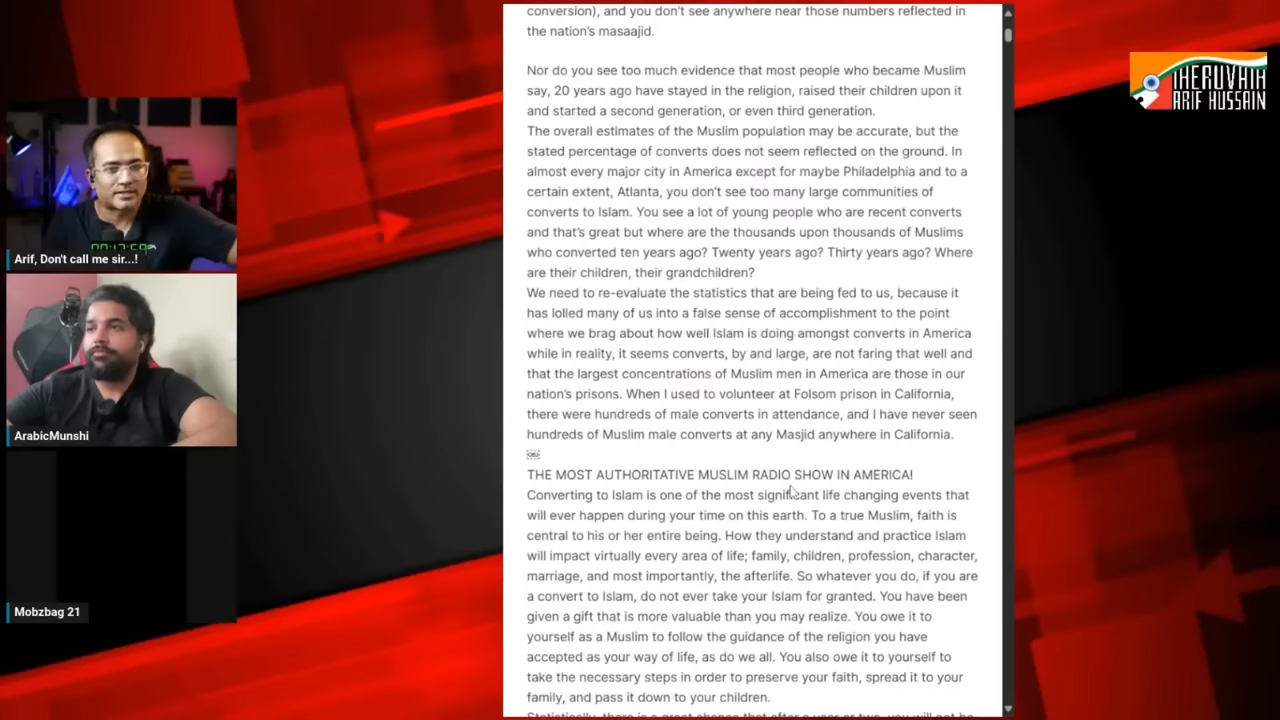 conversion), and you don't see anywhere near those numbers reflected in
the nation's masaajid.
Nor do you see too much evidence that most people who became Muslim
say, 20 years ago have stayed in the religion, raised their children upon it
and started a second generation, or even third generation.
The overall estimates of the Muslim population may be accurate, but the
stated percentage of converts does not seem reflected on the ground. In
almost every major city in America except for maybe Philadelphia and to a
certain extent, Atlanta, you don't see too many large communities of
converts to Islam. You see a lot of young people who are recent converts
and that's great but where are the thousands upon thousands of Muslims
who converted ten years ago? Twenty years ago? Thirty years ago? Where
are their children, their grandchildren?
We need to re-evaluate the statistics that are being fed to us, because it
has lolled many of us into a false sense of accomplishment to the point
where we brag about how well Islam is doing amongst converts in America
while in reality, it seems converts, by and large, are not faring that well and
that the largest concentrations of Muslim men in America are those in our
nation's prisons. When I used to volunteer at Folsom prison in California,
there were hundreds of male converts in attendance, and I have never seen
hundreds of Muslim male converts at any Masjid anywhere in California.
THE MOST AUTHORITATIVE MUSLIM RADIO SHOW IN AMERICA!
Converting to Islam is one of the most significant life changing events that
will ever happen during your time on this earth. To a true Muslim, faith is
central to his or her entire being. How they understand and practice Islam
will impact virtually every area of life; family, children, profession, character,
marriage, and most importantly, the afterlife. So whatever you do, if you are
a convert to Islam, do not ever take your Islam for granted. You have been
given a gift that is more valuable than you may realize. You owe it to
yourself as a Muslim to follow the guidance of the religion you have
accepted as your way of life, as do we all. You also owe it to yourself to
take the necessary steps in order to preserve your faith, spread it to your
family, and pass it down to your children.
Statistically, there is a great chance that after a year or two, you will not be
THERUVATH
ARIF HUSSAIN
Arif, Don't call me sir...!
ArabicMunshi
Mobzbag 21